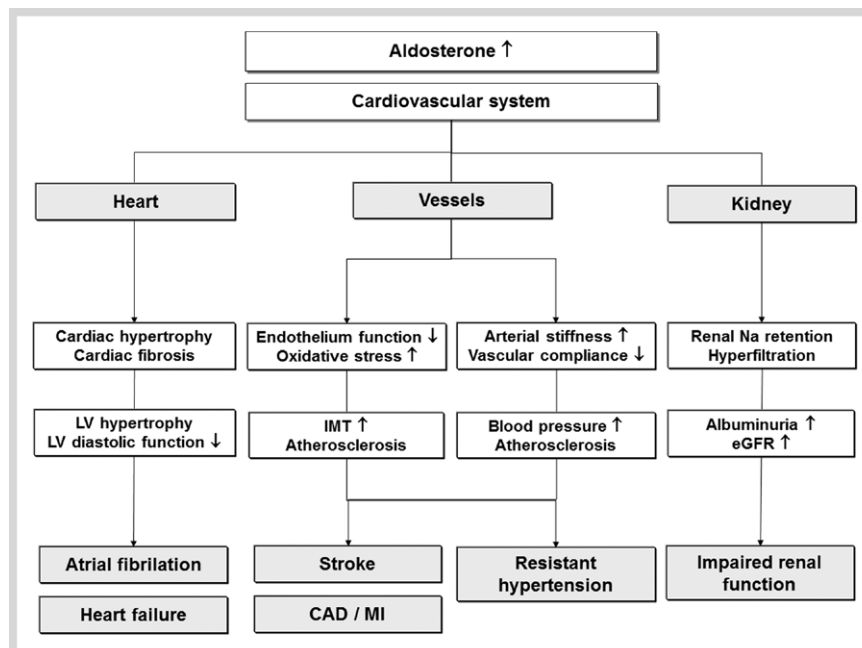 Aldosterone ↑
Cardiovascular system
Heart
Vessels
Kidney
Cardiac hypertrophy
Cardiac fibrosis
Endothelium function ↓
Oxidative stress ↑
Arterial stiffness ↑
Vascular compliance ↓
Renal Na retention
Hyperfiltration
LV hypertrophy
LV diastolic function ↓
IMT ↑
Atherosclerosis
Blood pressure ↑
Atherosclerosis
Albuminuria ↑
eGFR ↑
Atrial fibrilation
Stroke
Resistant
hypertension
Impaired renal
function
Heart failure
CAD / MI